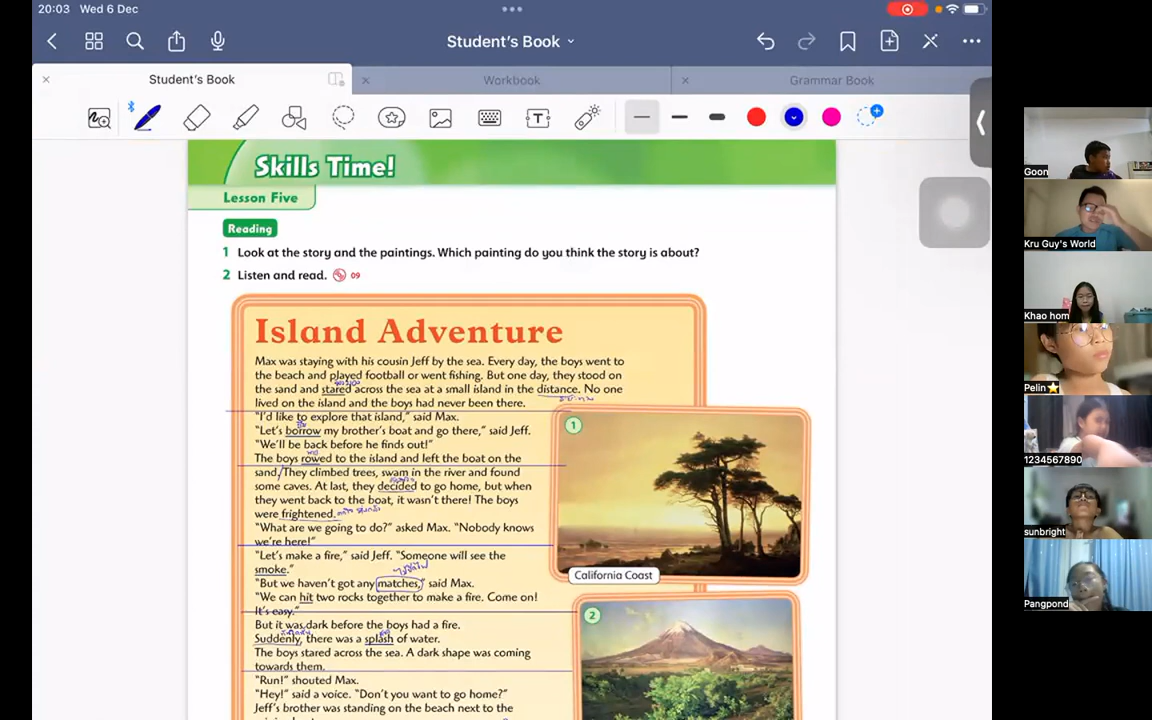 20:03 Wed 6 Dec
Student's Book
Student's Book
Workbook
Grammar Book
Skills Time!
Lesson Five
Reading
1 Look at the story and the paintings. Which painting do you think the story is about?
2 Listen and read. 09
Island Adventure
Max was staying with his cousin Jeff by the sea. Every day, the boys went to
the beach and played football or went fishing. But one day, they stood on
the sand and stared across the sea at a small island in the distance. No one
lived on the island and the boys had never been there.
"I'd like to explore that island," said Max.
"Let's borrow my brother's boat and go there," said Jeff.
"We'll be back before he finds out!"
The boys rowed to the island and left the boat on the
sand. They climbed trees, swam in the river and found
some caves. At last, they decided to go home, but when
they went back to the boat, it wasn't there! The boys
were frightened.
"What are we going to do?" asked Max. "Nobody knows
we're here!"
"Let's make a fire," said Jeff. "Someone will see the
smoke."
ไม้ขีดไฟ
"But we haven't got any matches," said Max.
"We can hit two rocks together to make a fire. Come on!
It's easy."
But it was dark before the boys had a fire.
Suddenly, there was a splash of water.
The boys stared across the sea. A dark shape was coming
towards them.
"Run!" shouted Max.
"Hey!" said a voice. "Don't you want to go home?"
Jeff's brother was standing on the beach next to the
1
California Coast
2
Goon
Kru Guy's World
Khao hom
Pelin
1234567890
sunbright
Pangpond